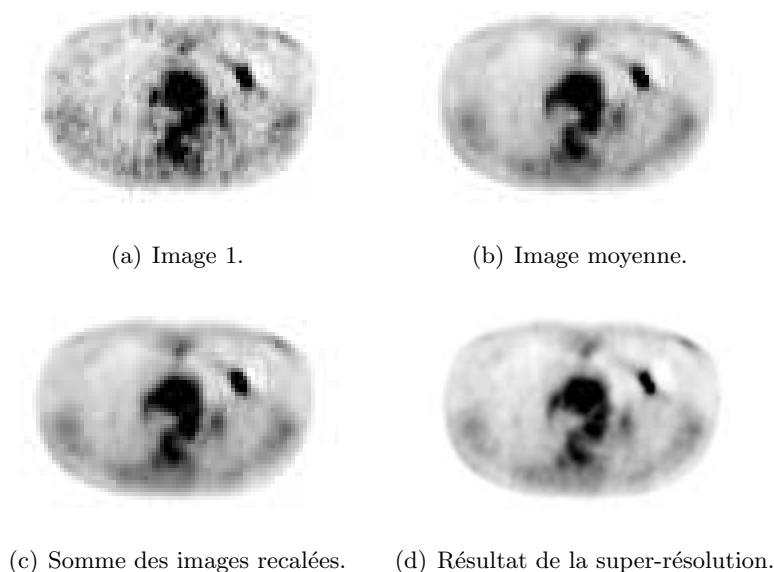 (a) Image 1.
(b) Image moyenne.
(c) Somme des images recalées.
(d) Résultat de la super-résolution.